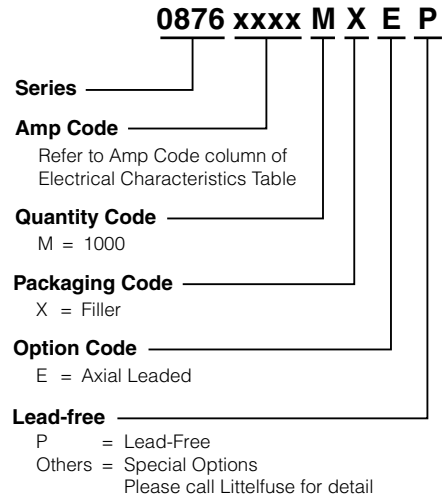 0876 xxxx M X E P
Series
Amp Code
Refer to Amp Code column of
Electrical Characteristics Table
Quantity Code
M = 1000
Packaging Code
X = Filler
Option Code
E = Axial Leaded
Lead-free
P = Lead-Free
Others = Special Options
Please call Littelfuse for detail